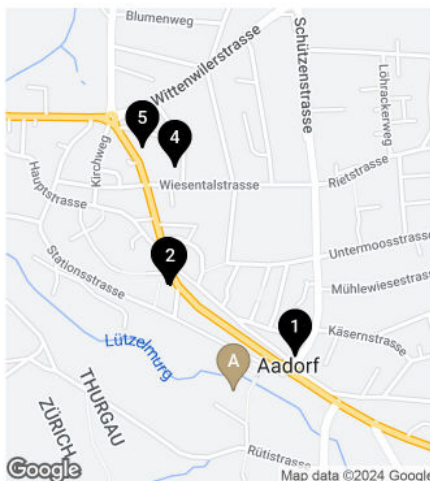 Blumenweg
Wittenwilerstrasse
Schützenstrasse
Löhrackerweg
5
4
Kirchweg
Wiesentalstrasse
Rietstrasse
Hauptstrasse
Untermoosstrasse
2
Stationsstrasse
Mühlewiesestrasse
1
Käsernstrasse
Lützelmurg
A
Aadorf
THURGAU
ZÜRICH
Rütistrasse
Google
Map data ©2024 Google